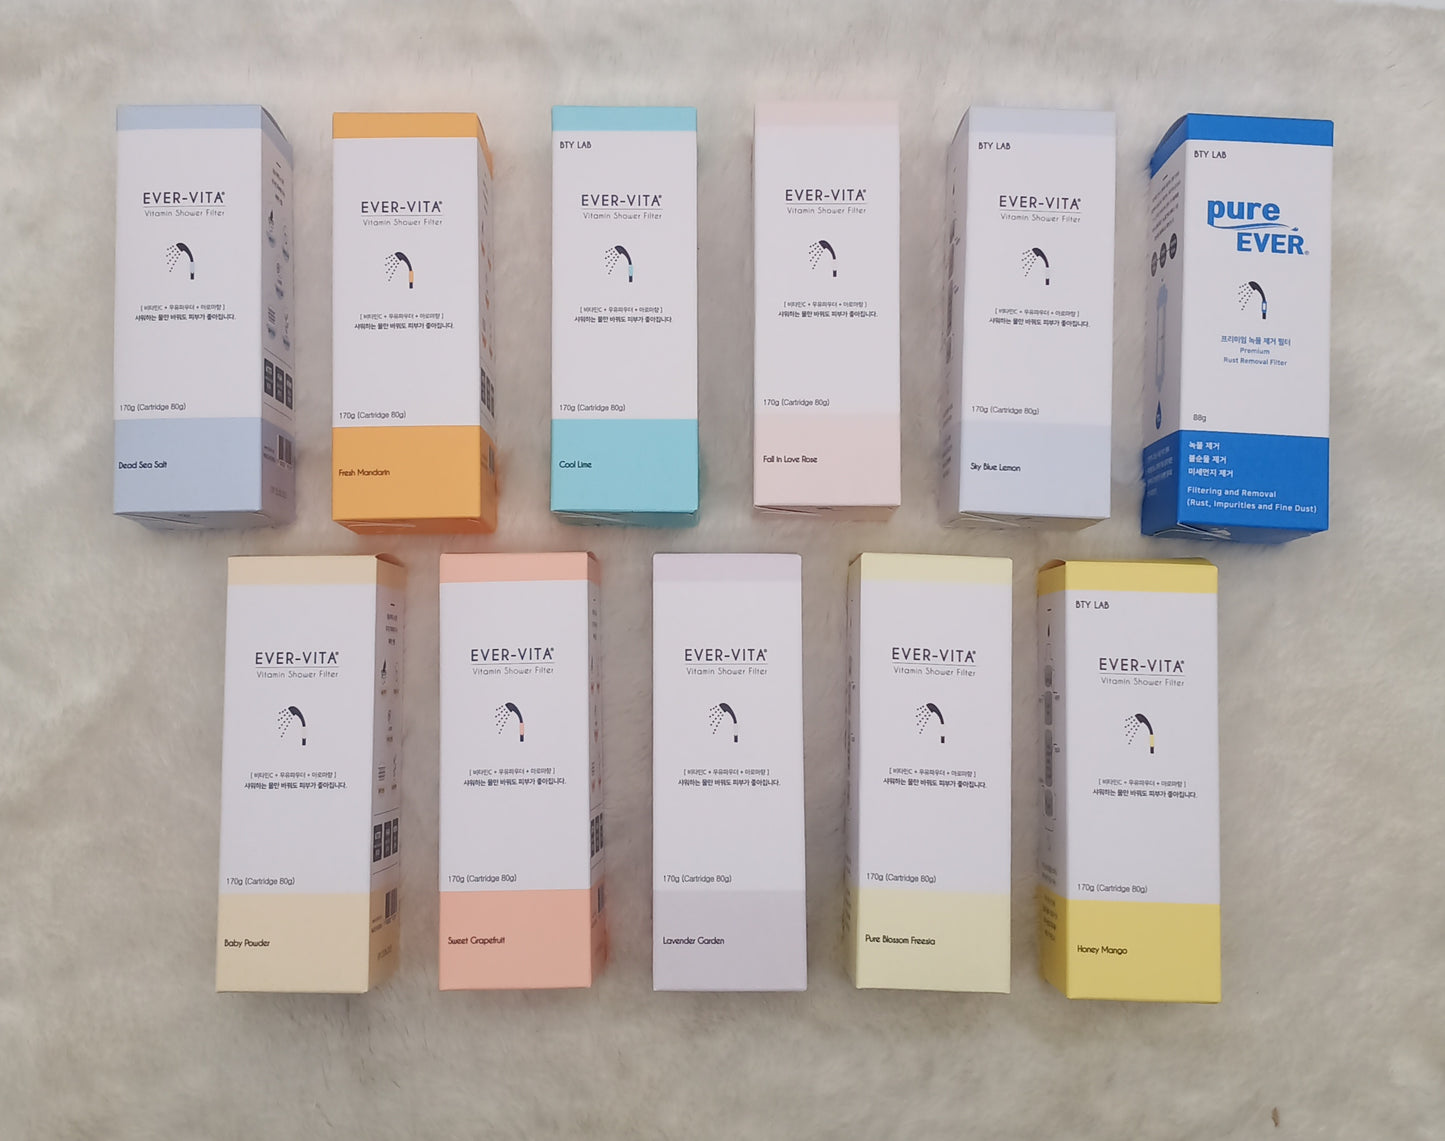 EVER-VITA®
Vitamin Shower Filter
[ 비타민C + 우유파우더 + 아로마향 ]
샤워하는 물만 바꿔도 피부가 좋아집니다.
170g (Cartridge 80g)
Dead Sea Salt
EVER-VITA®
Vitamin Shower Filter
[ 비타민C + 우유파우더 + 아로마향 ]
샤워하는 물만 바꿔도 피부가 좋아집니다.
170g (Cartridge 80g)
Fresh Mandarin
BTY LAB
EVER-VITA®
Vitamin Shower Filter
[ 비타민C + 우유파우더 + 아로마향 ]
샤워하는 물만 바꿔도 피부가 좋아집니다.
170g (Cartridge 80g)
Cool Lime
EVER-VITA®
Vitamin Shower Filter
[ 비타민C + 우유파우더 + 아로마향 ]
샤워하는 물만 바꿔도 피부가 좋아집니다.
170g (Cartridge 80g)
Fall in Love Rose
BTY LAB
EVER-VITA®
Vitamin Shower Filter
[ 비타민C + 우유파우더 + 아로마향 ]
샤워하는 물만 바꿔도 피부가 좋아집니다.
170g (Cartridge 80g)
Sky Blue Lemon
BTY LAB
pure
EVER®
프리미엄 녹물 제거 필터
Premium
Rust Removal Filter
88g
녹물 제거
불순물 제거
미세먼지 제거
Filtering and Removal
(Rust, Impurities and Fine Dust)
EVER-VITA®
Vitamin Shower Filter
[ 비타민C + 우유파우더 + 아로마향 ]
샤워하는 물만 바꿔도 피부가 좋아집니다.
170g (Cartridge 80g)
Baby Powder
EVER-VITA®
Vitamin Shower Filter
[ 비타민C + 우유파우더 + 아로마향 ]
샤워하는 물만 바꿔도 피부가 좋아집니다.
170g (Cartridge 80g)
Sweet Grapefruit
EVER-VITA®
Vitamin Shower Filter
[ 비타민C + 우유파우더 + 아로마향 ]
샤워하는 물만 바꿔도 피부가 좋아집니다.
170g (Cartridge 80g)
Lavender Garden
EVER-VITA®
Vitamin Shower Filter
[ 비타민C + 우유파우더 + 아로마향 ]
샤워하는 물만 바꿔도 피부가 좋아집니다.
170g (Cartridge 80g)
Pure Blossom Freesia
BTY LAB
EVER-VITA®
Vitamin Shower Filter
[ 비타민C + 우유파우더 + 아로마향 ]
샤워하는 물만 바꿔도 피부가 좋아집니다.
170g (Cartridge 80g)
Honey Mango